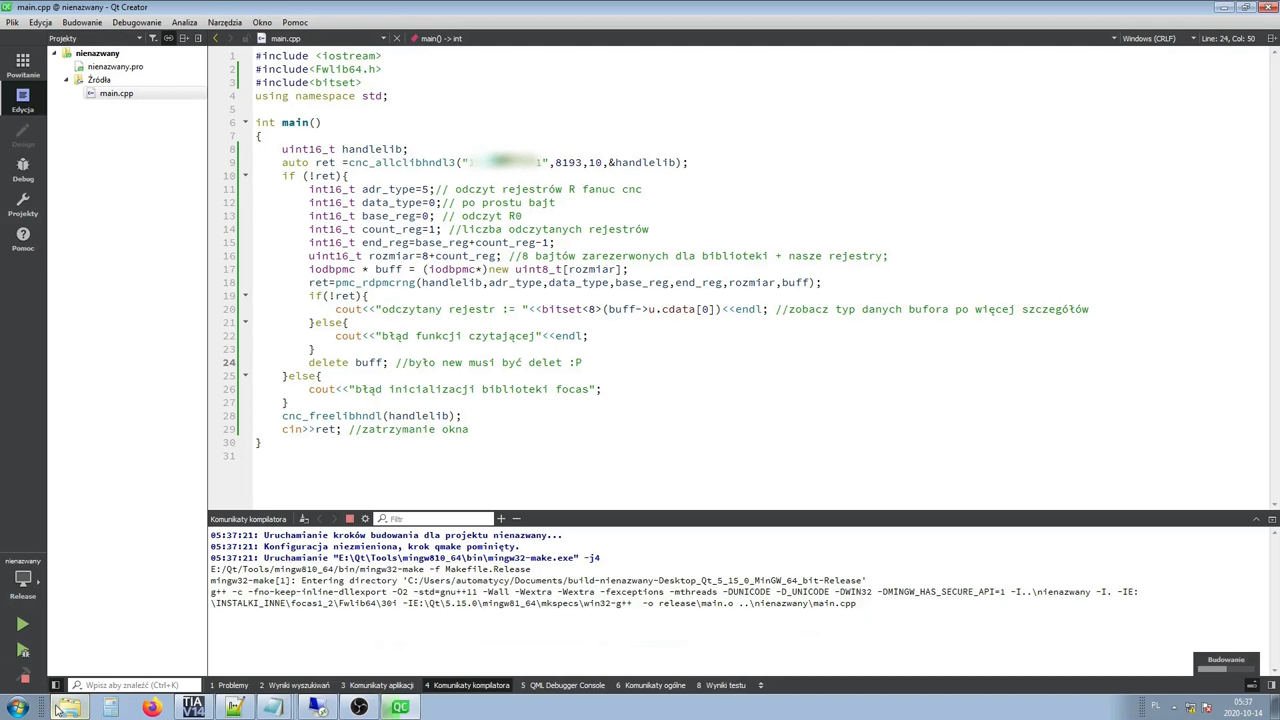 main.cpp @ nienazwany - Qt Creator
Plik Edycja Budowanie Debugowanie Analiza Narzędzia Okno Pomoc
Projekty main.cpp main() -> int Windows (CRLF) Line: 24, Col: 50
nienazwany
nienazwany.pro
Źródła
main.cpp
Powitanie
Edycja
Design
Debug
Projekty
Pomoc
nienazwany
Release
1 #include <iostream>
2 #include<Fwlib64.h>
3 #include<bitset>
4 using namespace std;
5
6 int main()
7 {
8 uint16_t handlelib;
9 auto ret =cnc_allclibhndl3(" 1",8193,10,&handlelib);
10 if (!ret){
11 int16_t adr_type=5;// odczyt rejestrów R fanuc cnc
12 int16_t data_type=0;// po prostu bajt
13 int16_t base_reg=0; // odczyt R0
14 int16_t count_reg=1; //liczba odczytanych rejestrów
15 int16_t end_reg=base_reg+count_reg-1;
16 uint16_t rozmiar=8+count_reg; //8 bajtów zarezerwonych dla biblioteki + nasze rejestry;
17 iodbpmc * buff = (iodbpmc*)new uint8_t[rozmiar];
18 ret=pmc_rdpmcrng(handlelib,adr_type,data_type,base_reg,end_reg,rozmiar,buff);
19 if(!ret){
20 cout<<"odczytany rejestr := "<<bitset<8>(buff->u.cdata[0])<<endl; //zobacz typ danych bufora po więcej szczegółów
21 }else{
22 cout<<"błąd funkcji czytającej"<<endl;
23 }
24 delete buff; //było new musi być delet :P
25 }else{
26 cout<<"błąd inicializacji biblioteki focas";
27 }
28 cnc_freelibhndl(handlelib);
29 cin>>ret; //zatrzymanie okna
30 }
31
Komunikaty kompilatora Filtr
05:37:21: Uruchamianie kroków budowania dla projektu nienazwany...
05:37:21: Konfiguracja niezmieniona, krok qmake pominięty.
05:37:21: Uruchamianie "E:\Qt\Tools\mingw810_64\bin\mingw32-make.exe" -j4
E:/Qt/Tools/mingw810_64/bin/mingw32-make -f Makefile.Release
mingw32-make[1]: Entering directory 'C:/Users/automatycy/Documents/build-nienazwany-Desktop_Qt_5_15_0_MinGW_64_bit-Release'
g++ -c -fno-keep-inline-dllexport -O2 -std=gnu++11 -Wall -Wextra -Wextra -fexceptions -mthreads -DUNICODE -D_UNICODE -DWIN32 -DMINGW_HAS_SECURE_API=1 -I..\nienazwany -I. -IE:
\INSTALKI_INNE\focas1_2\Fwlib64\30i -IE:\Qt\5.15.0\mingw81_64\mkspecs\win32-g++ -o release\main.o ..\nienazwany\main.cpp
Budowanie
Wpisz aby znaleźć (Ctrl+K) 1 Problemy 2 Wyniki wyszukiwań 3 Komunikaty aplikacji 4 Komunikaty kompilatora 5 QML Debugger Console 6 Komunikaty ogólne 8 Wyniki testu
TIA V14 QC PL 05:37
2020-10-14